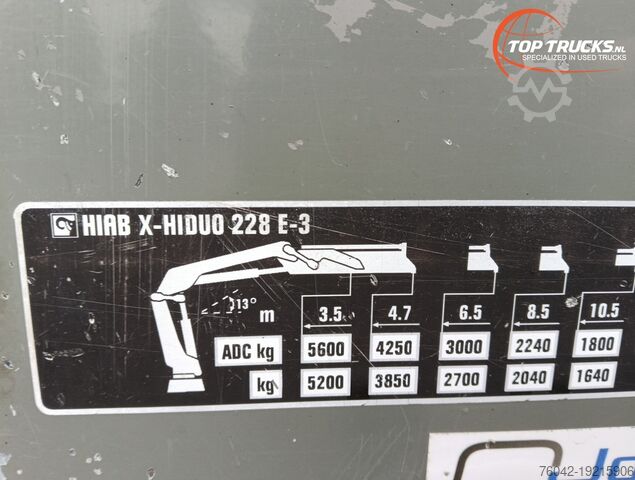 TOP TRUCKS.NL
SPECIALIZED IN USED TRUCKS
HIAB X-HIDUO 228 E-3
13° m 3.5 4.7 6.5 8.5 10.5
ADC kg 5600 4250 3000 2240 1800
kg 5200 3850 2700 2040 1640
76042-19215906